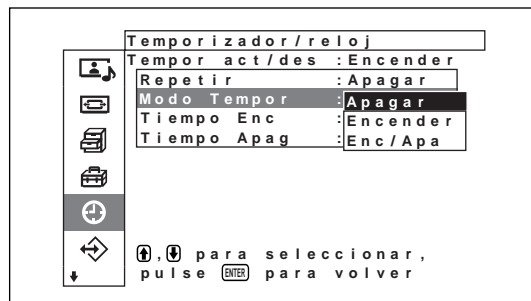 Temporizador/reloj
Tempor act/des :Encender
Repetir :Apagar
Modo Tempor :Apagar
Tiempo Enc :Encender
Tiempo Apag :Enc/Apa
, para seleccionar,
pulse ENTER para volver